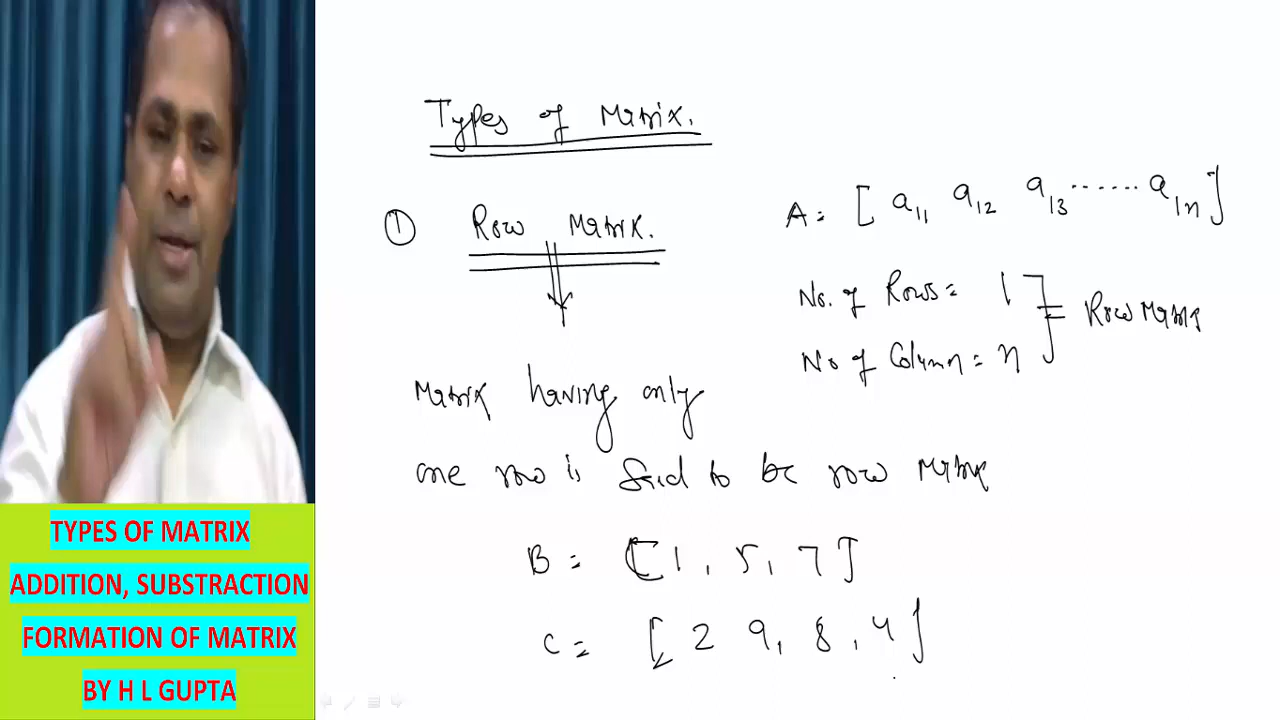 Types of Matrix.
① Row Matrix.
A = [ a11 a12 a13 ...... a1n ]
No. of Rows = 1
No of Column = n
= Row Matrix
Matrix having only
one row is said to be row Matrix
B = [ 1, 5, 7 ]
C = [ 2 9, 8, 4 ]
TYPES OF MATRIX
ADDITION, SUBSTRACTION
FORMATION OF MATRIX
BY H L GUPTA